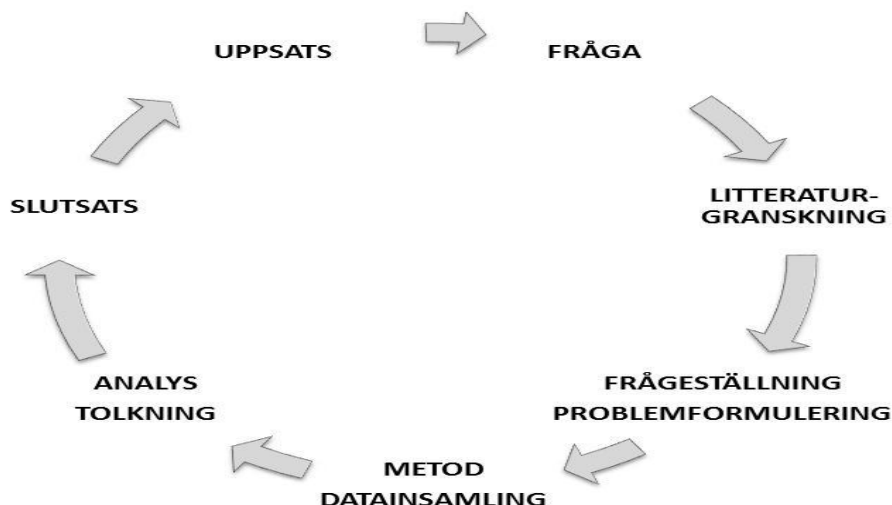 UPPSATS
FRÅGA
LITTERATUR-
GRANSKNING
FRÅGESTÄLLNING
PROBLEMFORMULERING
METOD
DATAINSAMLING
ANALYS
TOLKNING
SLUTSATS